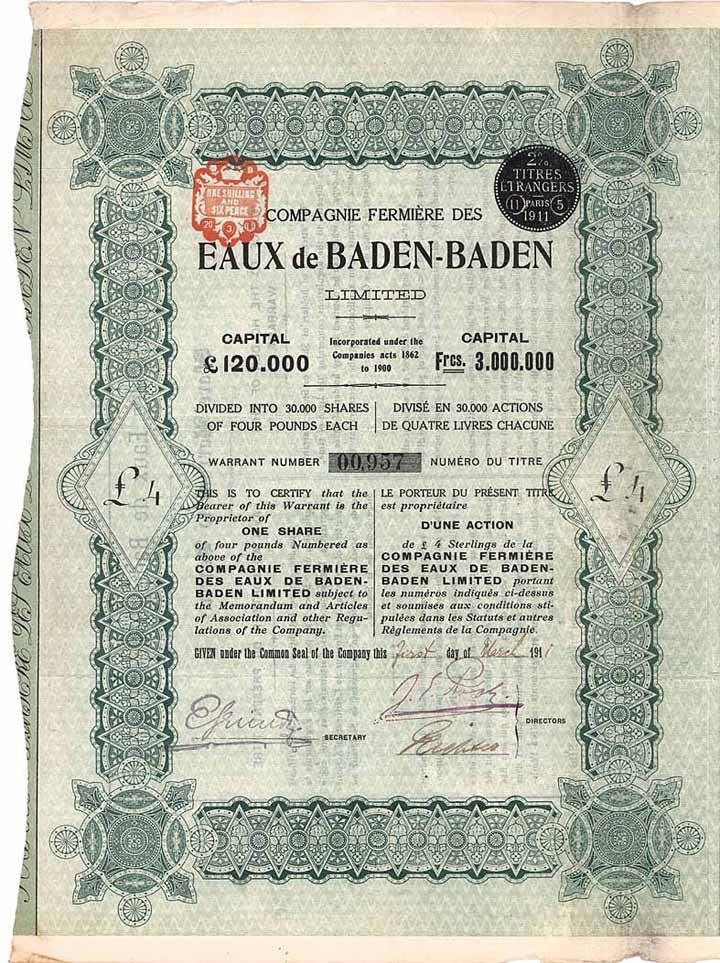 ONE SHILLING
AND
SIX PENCE
20 3 11
2%
TITRES
ETRANGERS
11 PARIS 5
1911
COMPAGNIE FERMIÈRE DES
EAUX de BADEN-BADEN
LIMITED
CAPITAL
£120.000
Incorporated under the
Companies acts 1862
to 1900
CAPITAL
Frcs. 3.000.000
DIVIDED INTO 30.000 SHARES
OF FOUR POUNDS EACH
DIVISÉ EN 30.000 ACTIONS
DE QUATRE LIVRES CHACUNE
WARRANT NUMBER 00,957 NUMÉRO DU TITRE
£4
£4
THIS IS TO CERTIFY that the
Bearer of this Warrant is the
Proprietor of
ONE SHARE
of four pounds Numbered as
above of the
COMPAGNIE FERMIÈRE
DES EAUX DE BADEN-
BADEN LIMITED subject to
the Memorandum and Articles
of Association and other Regu-
lations of the Company.
LE PORTEUR DU PRÉSENT TITRE
est propriétaire
D'UNE ACTION
de £ 4 Sterlings de la
COMPAGNIE FERMIÈRE
DES EAUX DE BADEN-
BADEN LIMITED portant
les numéros indiqués ci-dessus
et soumises aux conditions sti-
pulées dans les Statuts et autres
Règlements de la Compagnie.
GIVEN under the Common Seal of the Company this first day of March 1911
SECRETARY
DIRECTORS